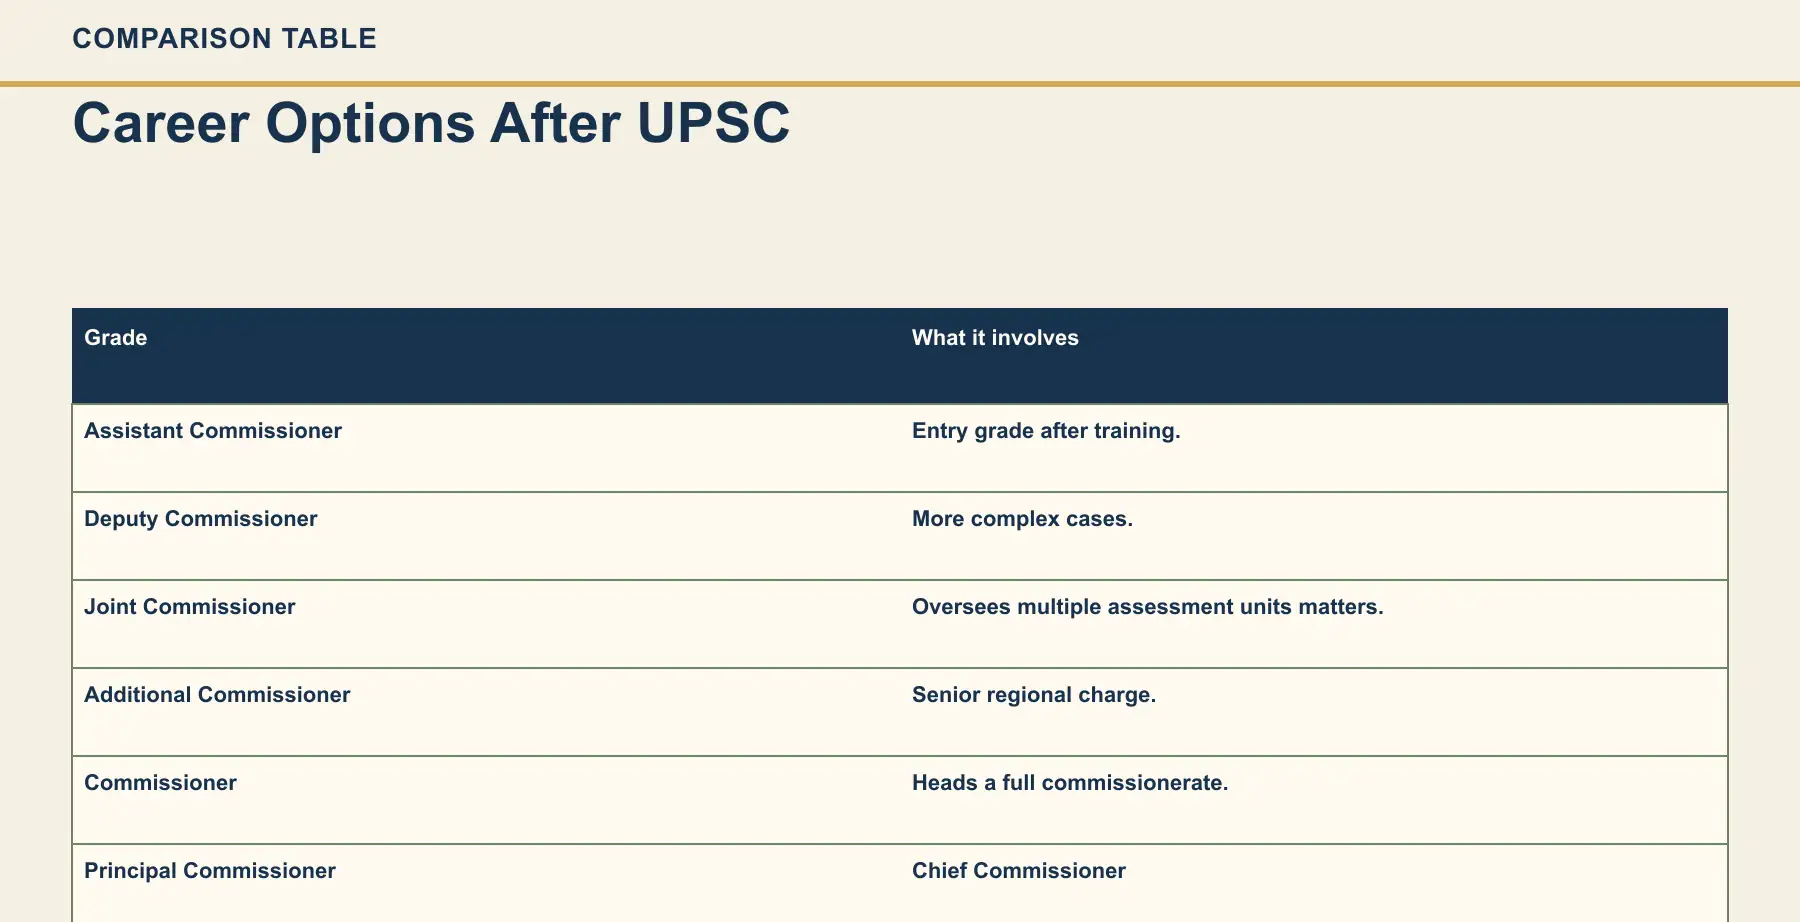 COMPARISON TABLE
Career Options After UPSC
Grade What it involves
Assistant Commissioner Entry grade after training.
Deputy Commissioner More complex cases.
Joint Commissioner Oversees multiple assessment units matters.
Additional Commissioner Senior regional charge.
Commissioner Heads a full commissionerate.
Principal Commissioner Chief Commissioner